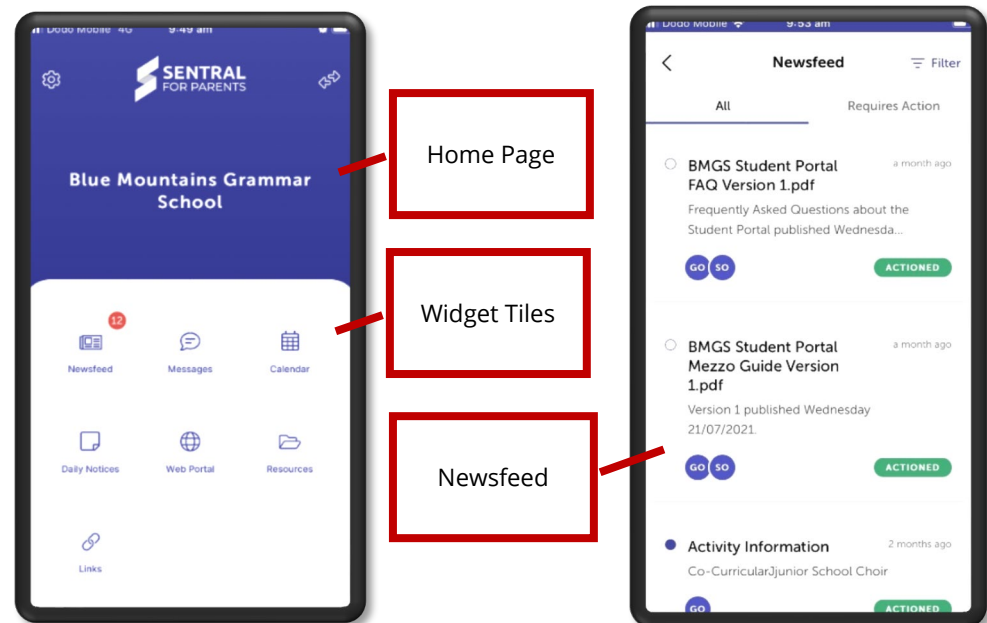 Dodo Mobile 4G 9:49 am
SENTRAL
FOR PARENTS
Blue Mountains Grammar
School
12
Newsfeed Messages Calendar
Daily Notices Web Portal Resources
Links
Home Page
Widget Tiles
Newsfeed
Dodo Mobile 9:53 am
Newsfeed Filter
All Requires Action
BMGS Student Portal a month ago
FAQ Version 1.pdf
Frequently Asked Questions about the
Student Portal published Wednesda...
GO SO ACTIONED
BMGS Student Portal a month ago
Mezzo Guide Version
1.pdf
Version 1 published Wednesday
21/07/2021.
GO SO ACTIONED
Activity Information 2 months ago
Co-CurricularJjunior School Choir
GO ACTIONED